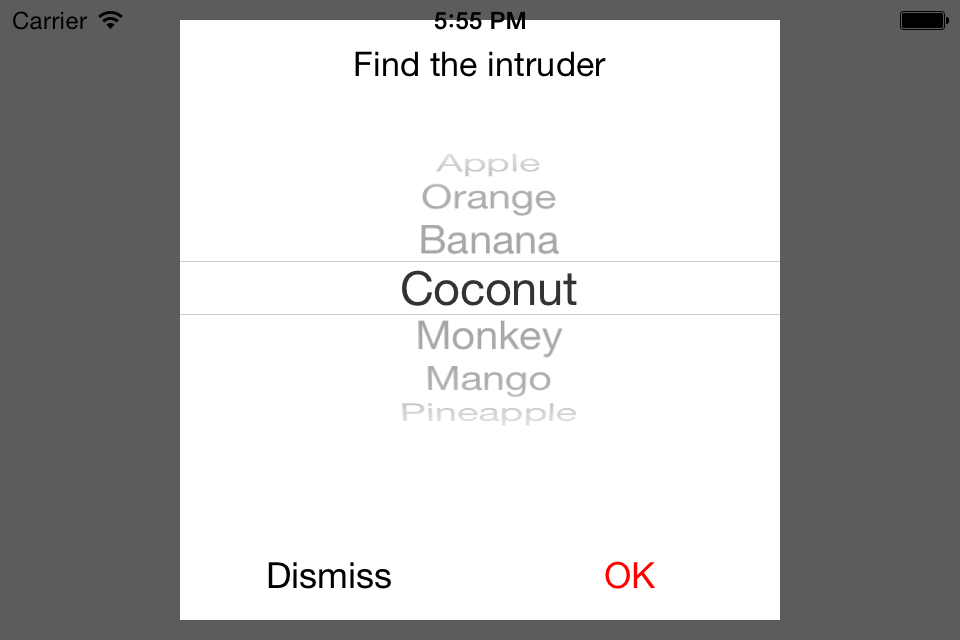 Carrier 5:55 PM
Find the intruder
Apple
Orange
Banana
Coconut
Monkey
Mango
Pineapple
Dismiss OK